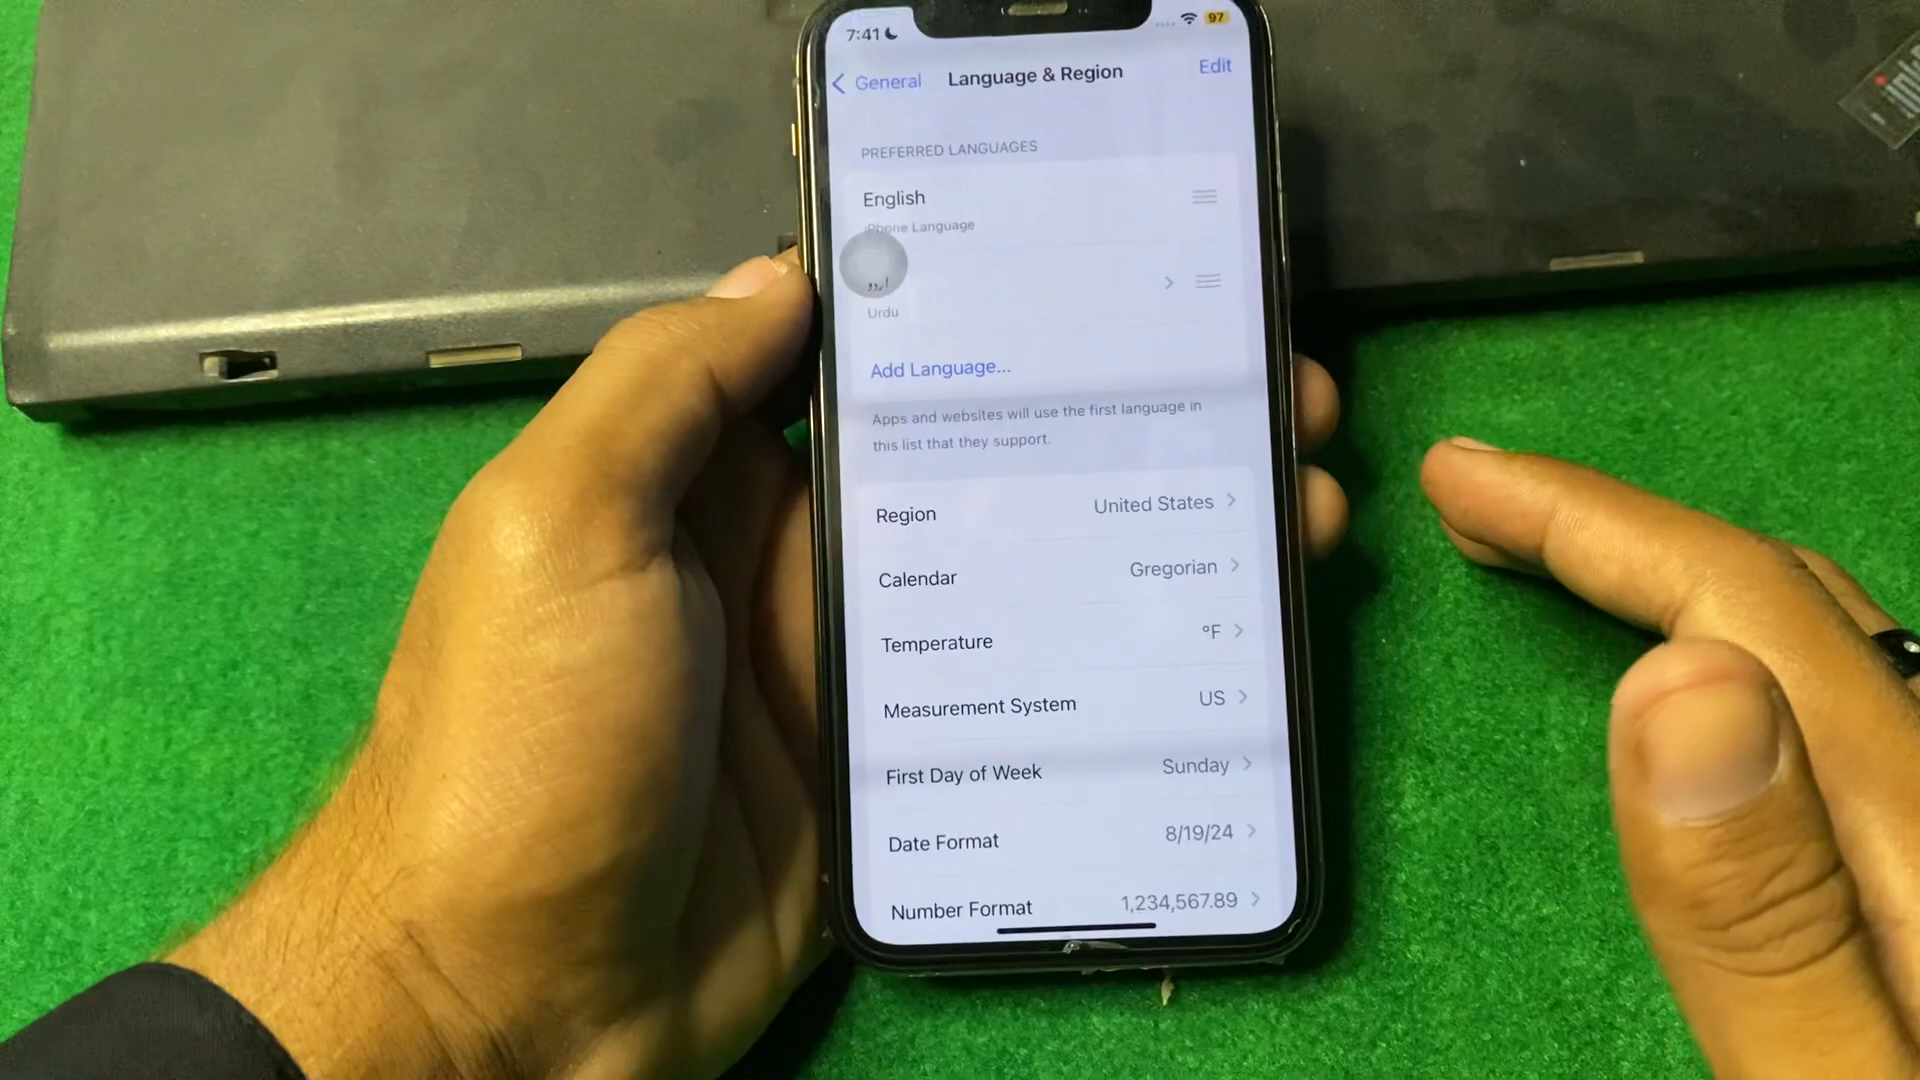 7:41
97
General
Language & Region
Edit
PREFERRED LANGUAGES
English
iPhone Language
اردو
Urdu
Add Language...
Apps and websites will use the first language in
this list that they support.
Region
United States
Calendar
Gregorian
Temperature
°F
Measurement System
US
First Day of Week
Sunday
Date Format
8/19/24
Number Format
1,234,567.89